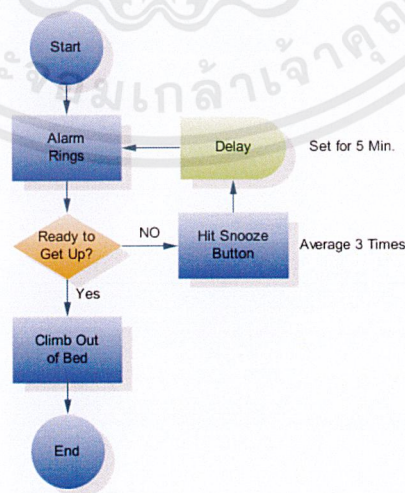 Start
Alarm
Rings
Delay
Set for 5 Min.
Ready to
Get Up?
NO
Hit Snooze
Button
Average 3 Times
Yes
Climb Out
of Bed
End